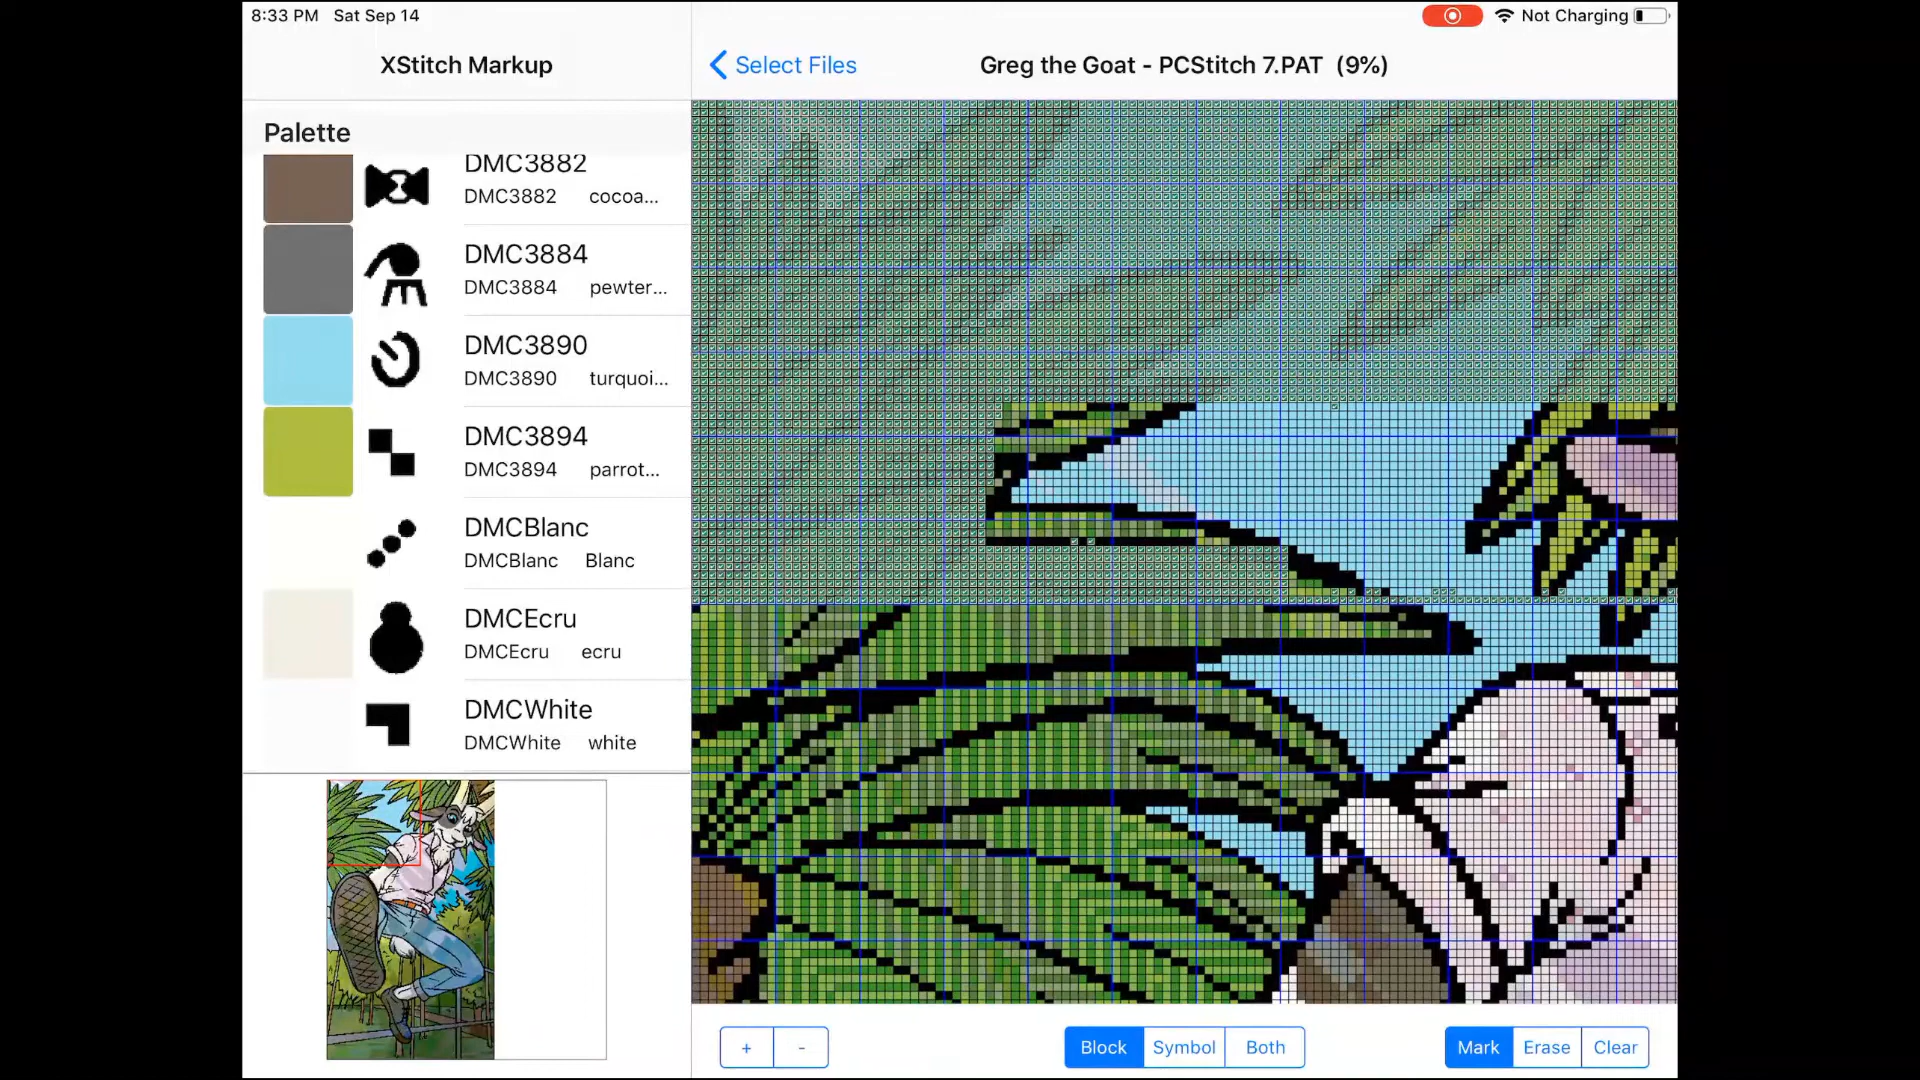 8:33 PM Sat Sep 14
Not Charging
XStitch Markup
Select Files
Greg the Goat - PCStitch 7.PAT (9%)
Palette
DMC3882
DMC3882 cocoa...
DMC3884
DMC3884 pewter...
DMC3890
DMC3890 turquoi...
DMC3894
DMC3894 parrot...
DMCBlanc
DMCBlanc Blanc
DMCEcru
DMCEcru ecru
DMCWhite
DMCWhite white
+ - Block Symbol Both Mark Erase Clear